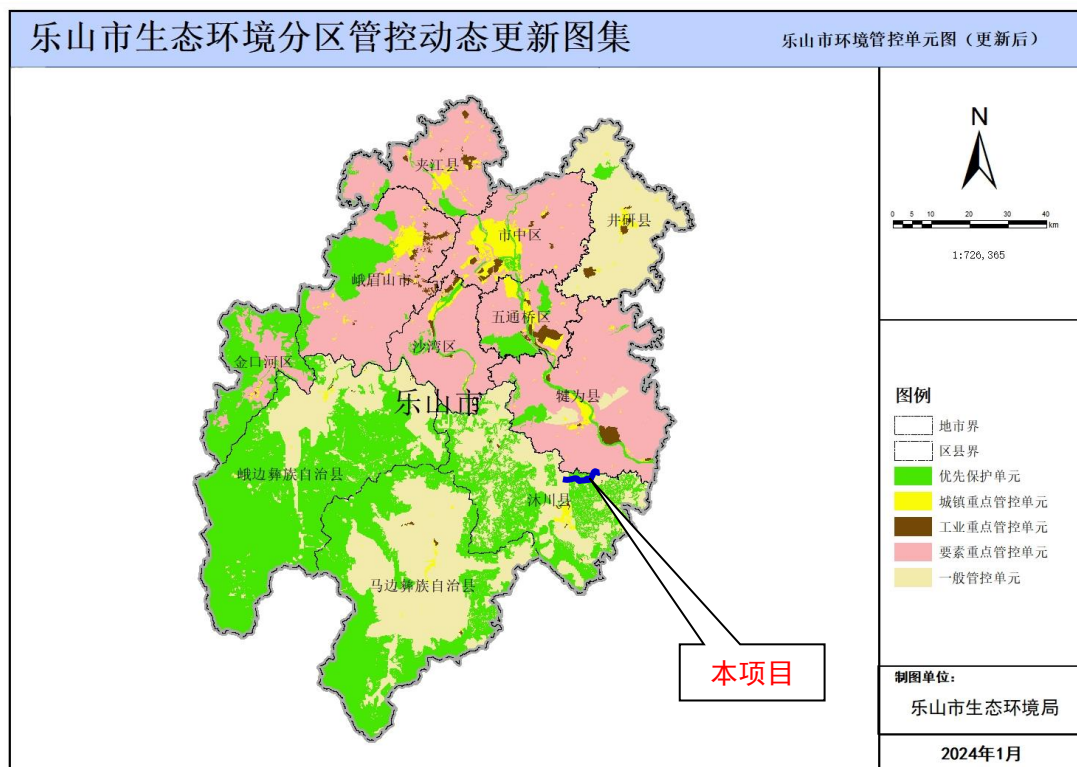 乐山市生态环境分区管控动态更新图集
乐山市环境管控单元图（更新后）
N
0 5 10 20 30 40
km
1:726,365
夹江县
井研县
市中区
峨眉山市
五通桥区
沙湾区
金口河区
乐山市
犍为县
峨边彝族自治县
沐川县
马边彝族自治县
本项目
图例
地市界
区县界
优先保护单元
城镇重点管控单元
工业重点管控单元
要素重点管控单元
一般管控单元
制图单位：
乐山市生态环境局
2024年1月